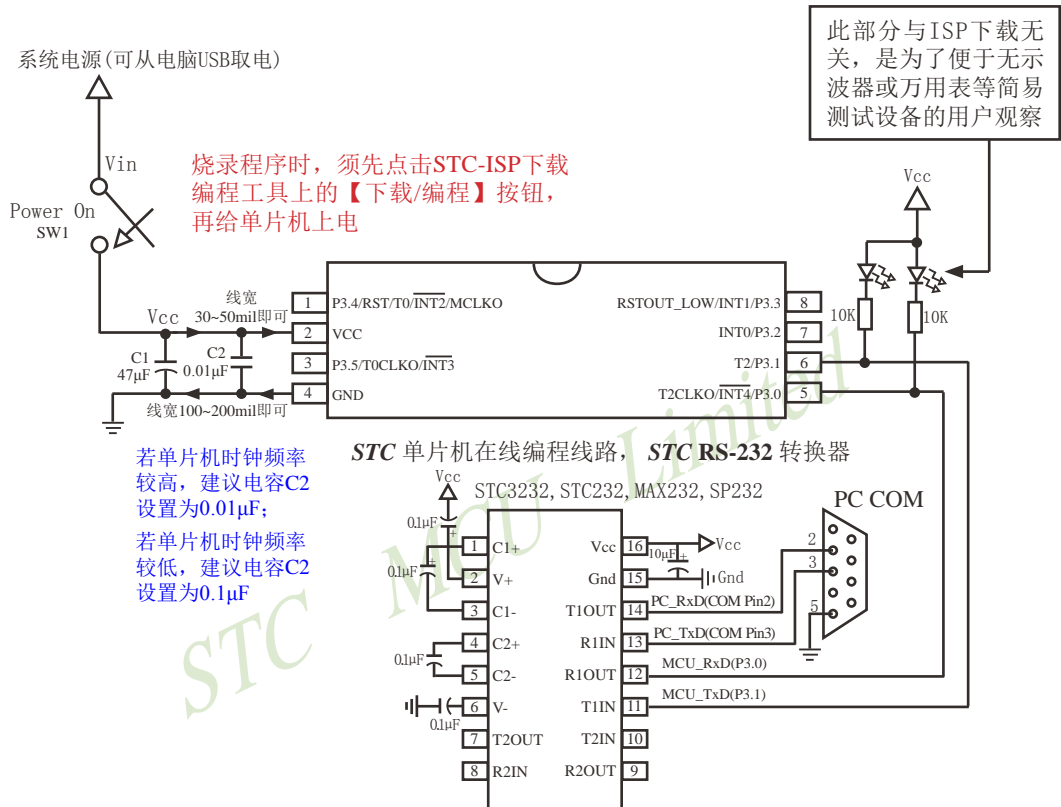 系统电源(可从电脑USB取电)
Vin
Power On
SW1
烧录程序时，须先点击STC-ISP下载
编程工具上的【下载/编程】按钮，
再给单片机上电
此部分与ISP下载无
关，是为了便于无示
波器或万用表等简易
测试设备的用户观察
Vcc
10K
10K
线宽
30~50mil即可
Vcc
C1
47μF
C2
0.01μF
线宽100~200mil即可
1 P3.4/RST/T0/INT2/MCLKO
2 VCC
3 P3.5/T0CLKO/INT3
4 GND
RSTOUT_LOW/INT1/P3.3 8
INT0/P3.2 7
T2/P3.1 6
T2CLKO/INT4/P3.0 5
若单片机时钟频率
较高，建议电容C2
设置为0.01μF；
若单片机时钟频率
较低，建议电容C2
设置为0.1μF
STC 单片机在线编程线路， STC RS-232 转换器
STC3232, STC232, MAX232, SP232
Vcc
0.1μF
+
0.1μF
+
0.1μF
0.1μF
1 C1+
2 V+
3 C1-
4 C2+
5 C2-
6 V-
7 T2OUT
8 R2IN
Vcc 16
Gnd 15
T1OUT 14
R1IN 13
R1OUT 12
T1IN 11
T2IN 10
R2OUT 9
10μF
+
Vcc
Gnd
PC_RxD(COM Pin2)
PC_TxD(COM Pin3)
MCU_RxD(P3.0)
MCU_TxD(P3.1)
PC COM
2
3
5
STC MCU Limited